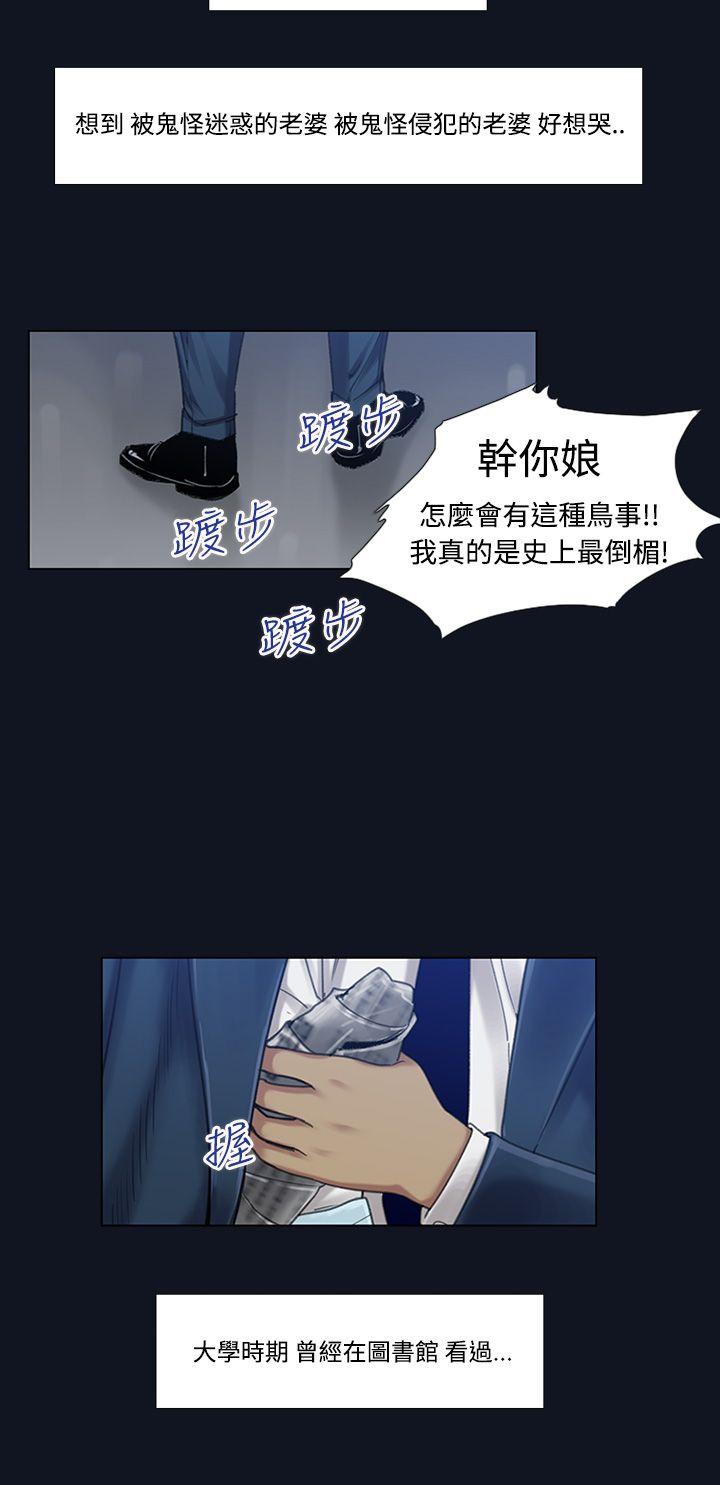 想到 被鬼怪迷惑的老婆 被鬼怪侵犯的老婆 好想哭..
踱步
幹你娘
怎麼會有這種鳥事!!
我真的是史上最倒楣!
踱步
踱步
握
大學時期 曾經在圖書館 看過...